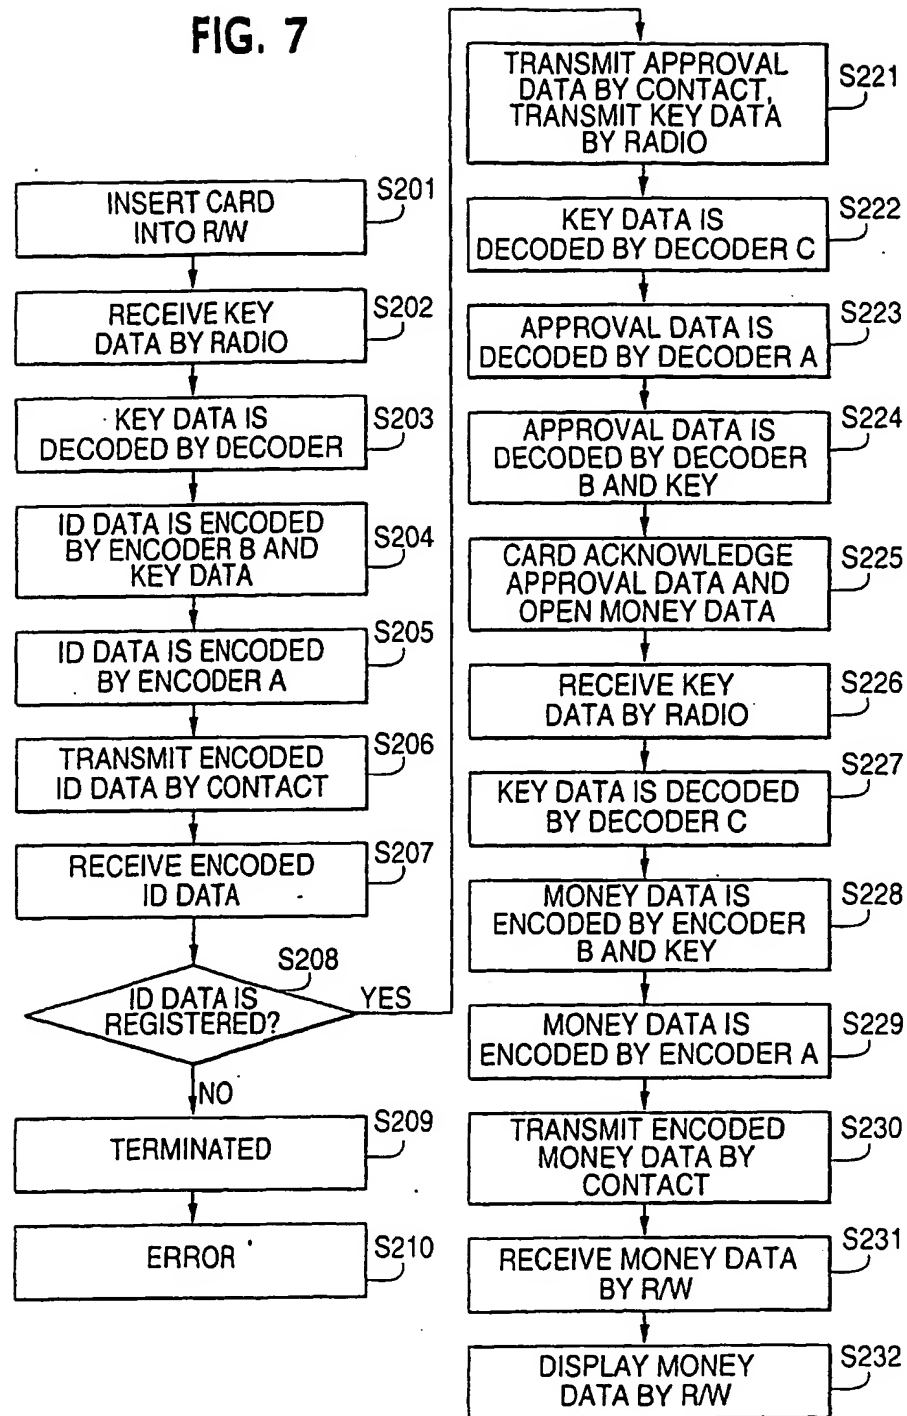 FIG. 7
INSERT CARD
INTO R/W
S201
RECEIVE KEY
DATA BY RADIO
S202
KEY DATA IS
DECODED BY DECODER
S203
ID DATA IS ENCODED
BY ENCODER B AND
KEY DATA
S204
ID DATA IS ENCODED
BY ENCODER A
S205
TRANSMIT ENCODED
ID DATA BY CONTACT
S206
RECEIVE ENCODED
ID DATA
S207
S208
ID DATA IS
REGISTERED?
YES
NO
TERMINATED
S209
ERROR
S210
TRANSMIT APPROVAL
DATA BY CONTACT,
TRANSMIT KEY DATA
BY RADIO
S221
KEY DATA IS
DECODED BY DECODER C
S222
APPROVAL DATA IS
DECODED BY DECODER A
S223
APPROVAL DATA IS
DECODED BY DECODER
B AND KEY
S224
CARD ACKNOWLEDGE
APPROVAL DATA AND
OPEN MONEY DATA
S225
RECEIVE KEY
DATA BY RADIO
S226
KEY DATA IS DECODED
BY DECODER C
S227
MONEY DATA IS
ENCODED BY ENCODER
B AND KEY
S228
MONEY DATA IS
ENCODED BY ENCODER A
S229
TRANSMIT ENCODED
MONEY DATA BY
CONTACT
S230
RECEIVE MONEY DATA
BY R/W
S231
DISPLAY MONEY
DATA BY R/W
S232